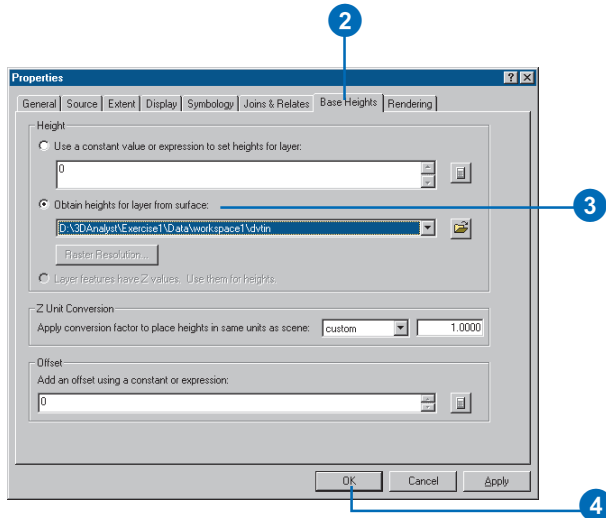 2
Properties
General Source Extent Display Symbology Joins & Relates Base Heights Rendering
Height
Use a constant value or expression to set heights for layer:
0
Obtain heights for layer from surface:
3
D:\3DAnalyst\Exercise1\Data\workspace1\dvtin
Raster Resolution...
Layer features have Z values. Use them for heights.
Z Unit Conversion
Apply conversion factor to place heights in same units as scene: custom 1.0000
Offset
Add an offset using a constant or expression:
0
OK Cancel Apply
4